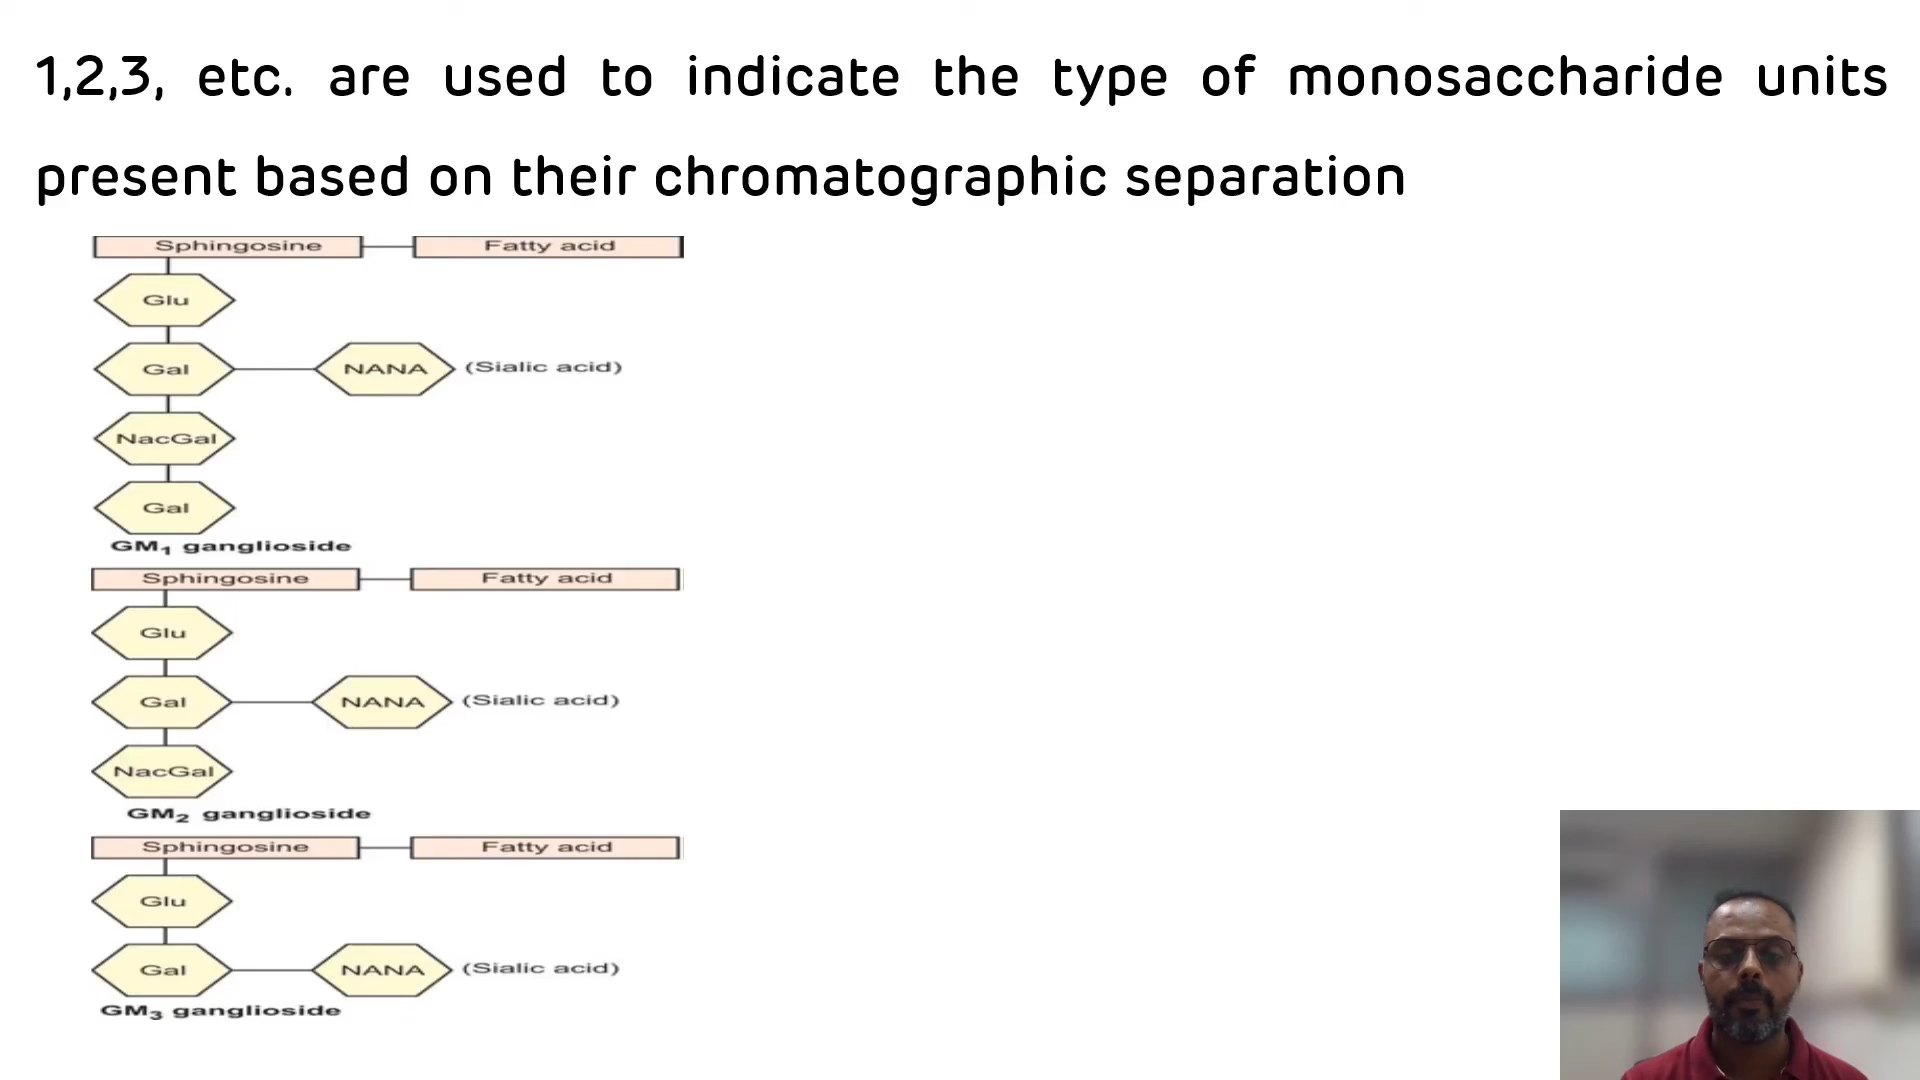 1,2,3, etc. are used to indicate the type of monosaccharide units
present based on their chromatographic separation
Sphingosine Fatty acid
Glu
Gal NANA (Sialic acid)
NacGal
Gal
GM₁ ganglioside
Sphingosine Fatty acid
Glu
Gal NANA (Sialic acid)
NacGal
GM₂ ganglioside
Sphingosine Fatty acid
Glu
Gal NANA (Sialic acid)
GM₃ ganglioside